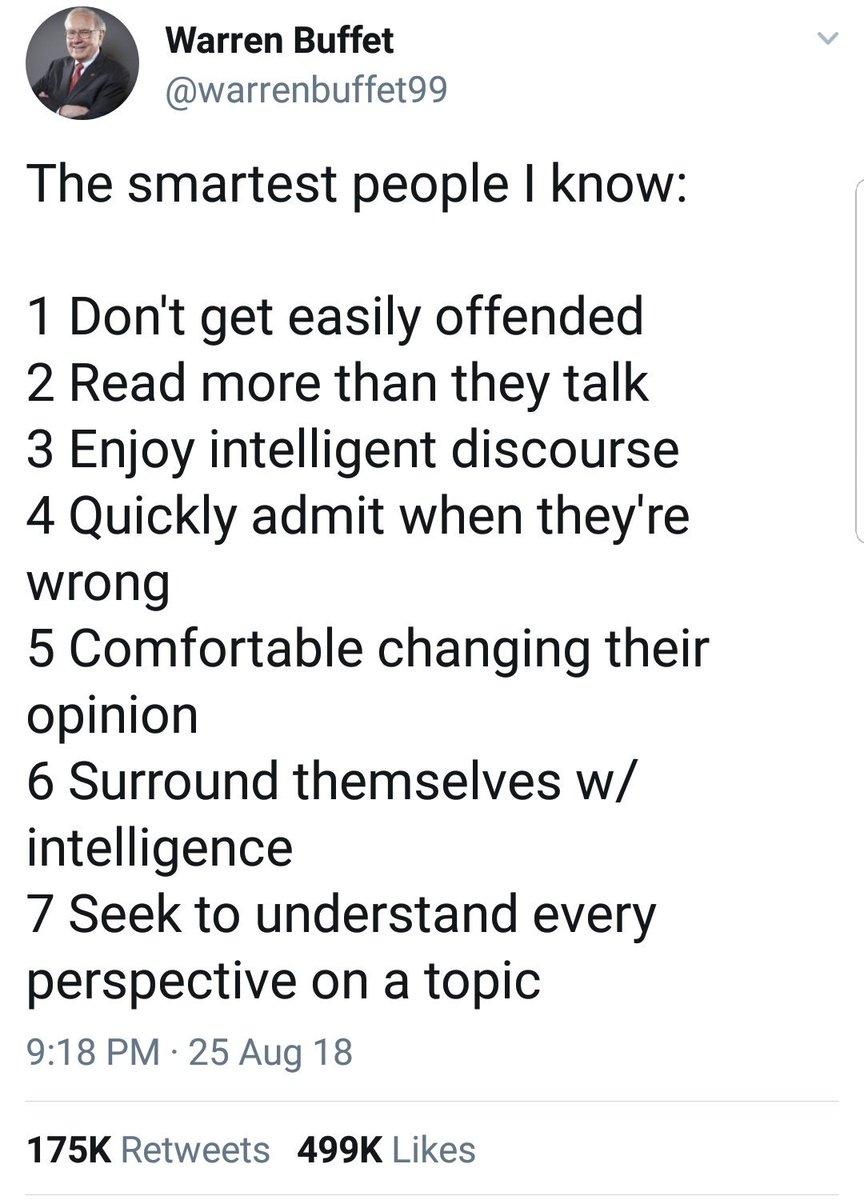 Warren Buffet
@warrenbuffet99
The smartest people I know:
1 Don't get easily offended
2 Read more than they talk
3 Enjoy intelligent discourse
4 Quickly admit when they're
wrong
5 Comfortable changing their
opinion
6 Surround themselves w/
intelligence
7 Seek to understand every
perspective on a topic
9:18 PM · 25 Aug 18
175K Retweets 499K Likes